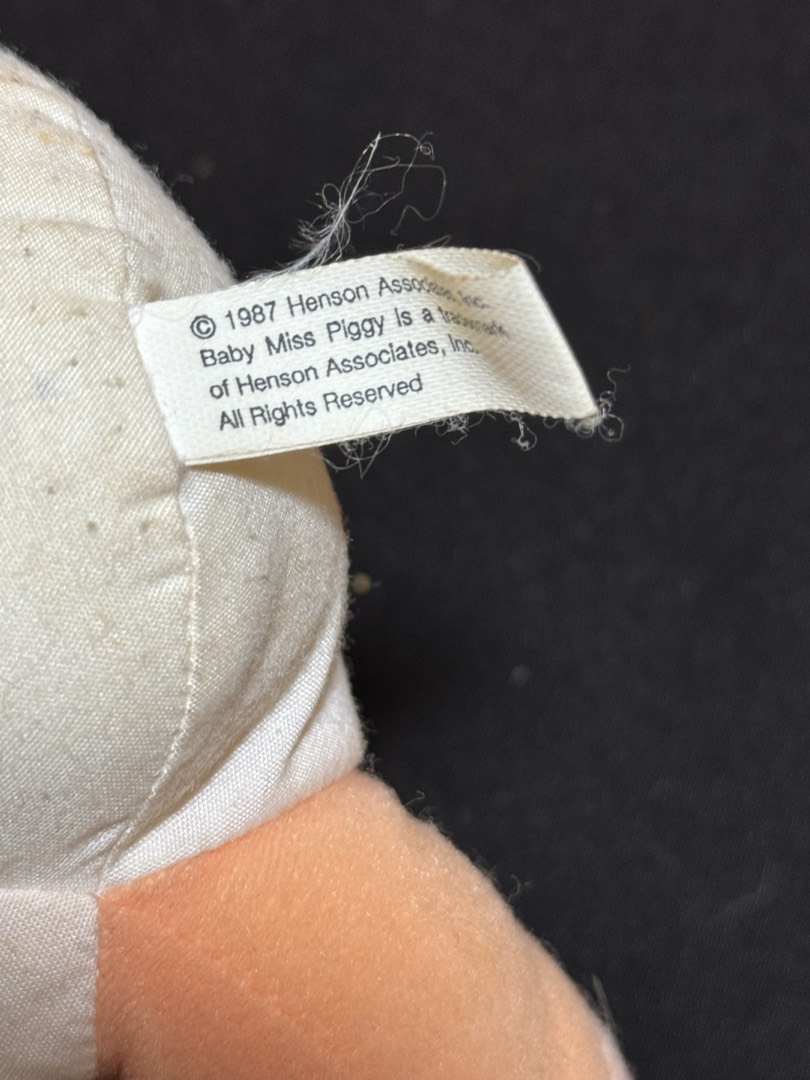 © 1987 Henson Associates, Inc.
Baby Miss Piggy is a trademark
of Henson Associates, Inc.
All Rights Reserved